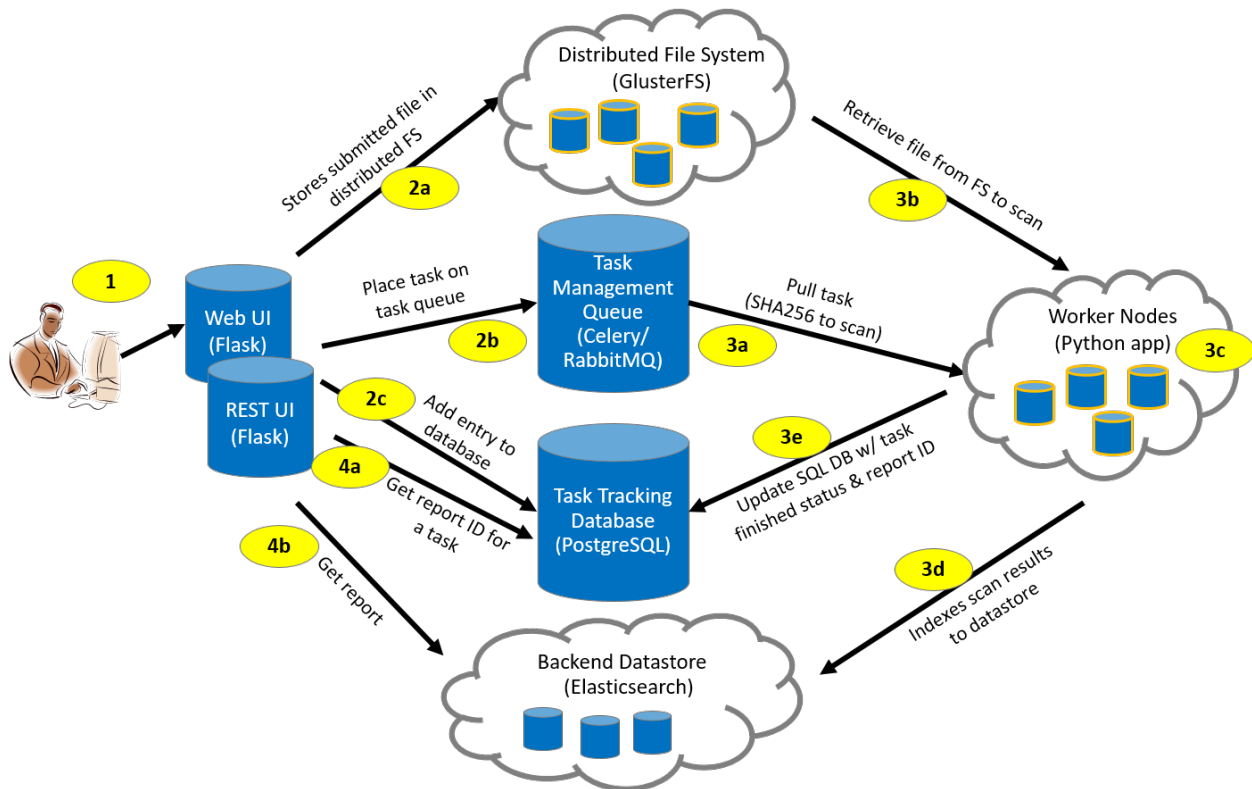 Distributed File System
(GlusterFS)
Stores submitted file in
distributed FS
2a
Retrieve file from FS to scan
3b
1
Web UI
(Flask)
REST UI
(Flask)
Place task on
task queue
2b
Task
Management
Queue
(Celery/
RabbitMQ)
Pull task
(SHA256 to scan)
3a
Worker Nodes
(Python app)
3c
2c
Add entry to
database
4a
Get report ID for
a task
Task Tracking
Database
(PostgreSQL)
3e
Update SQL DB w/ task
finished status & report ID
4b
Get report
3d
Indexes scan results
to datastore
Backend Datastore
(Elasticsearch)